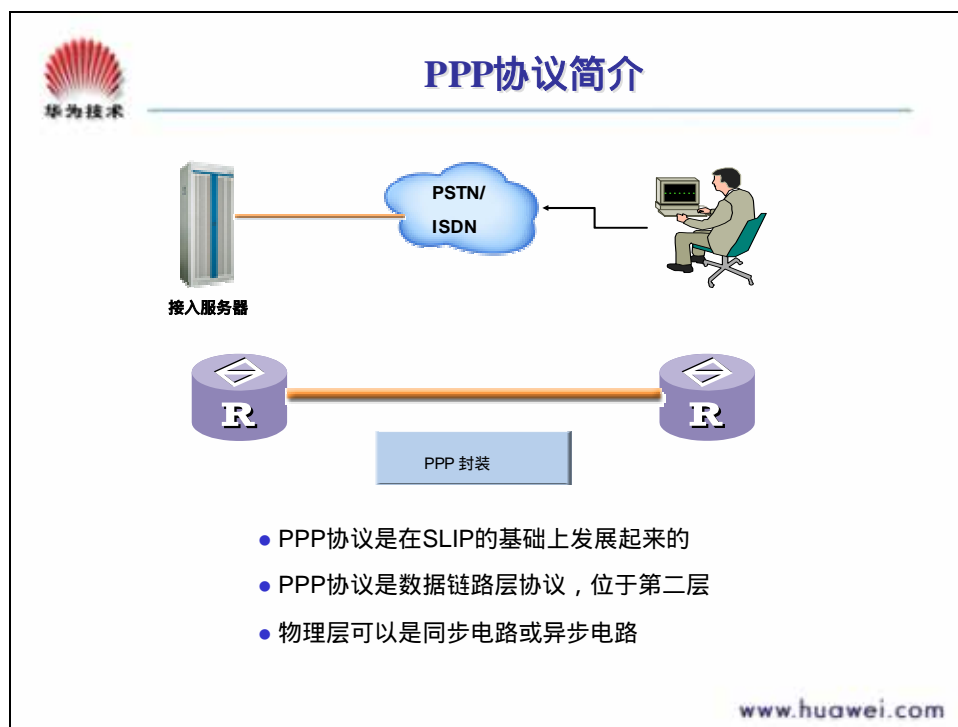 PPP协议简介
华为技术
PSTN/
ISDN
接入服务器
R
R
PPP 封装
PPP协议是在SLIP的基础上发展起来的
PPP协议是数据链路层协议，位于第二层
物理层可以是同步电路或异步电路
www.huawei.com